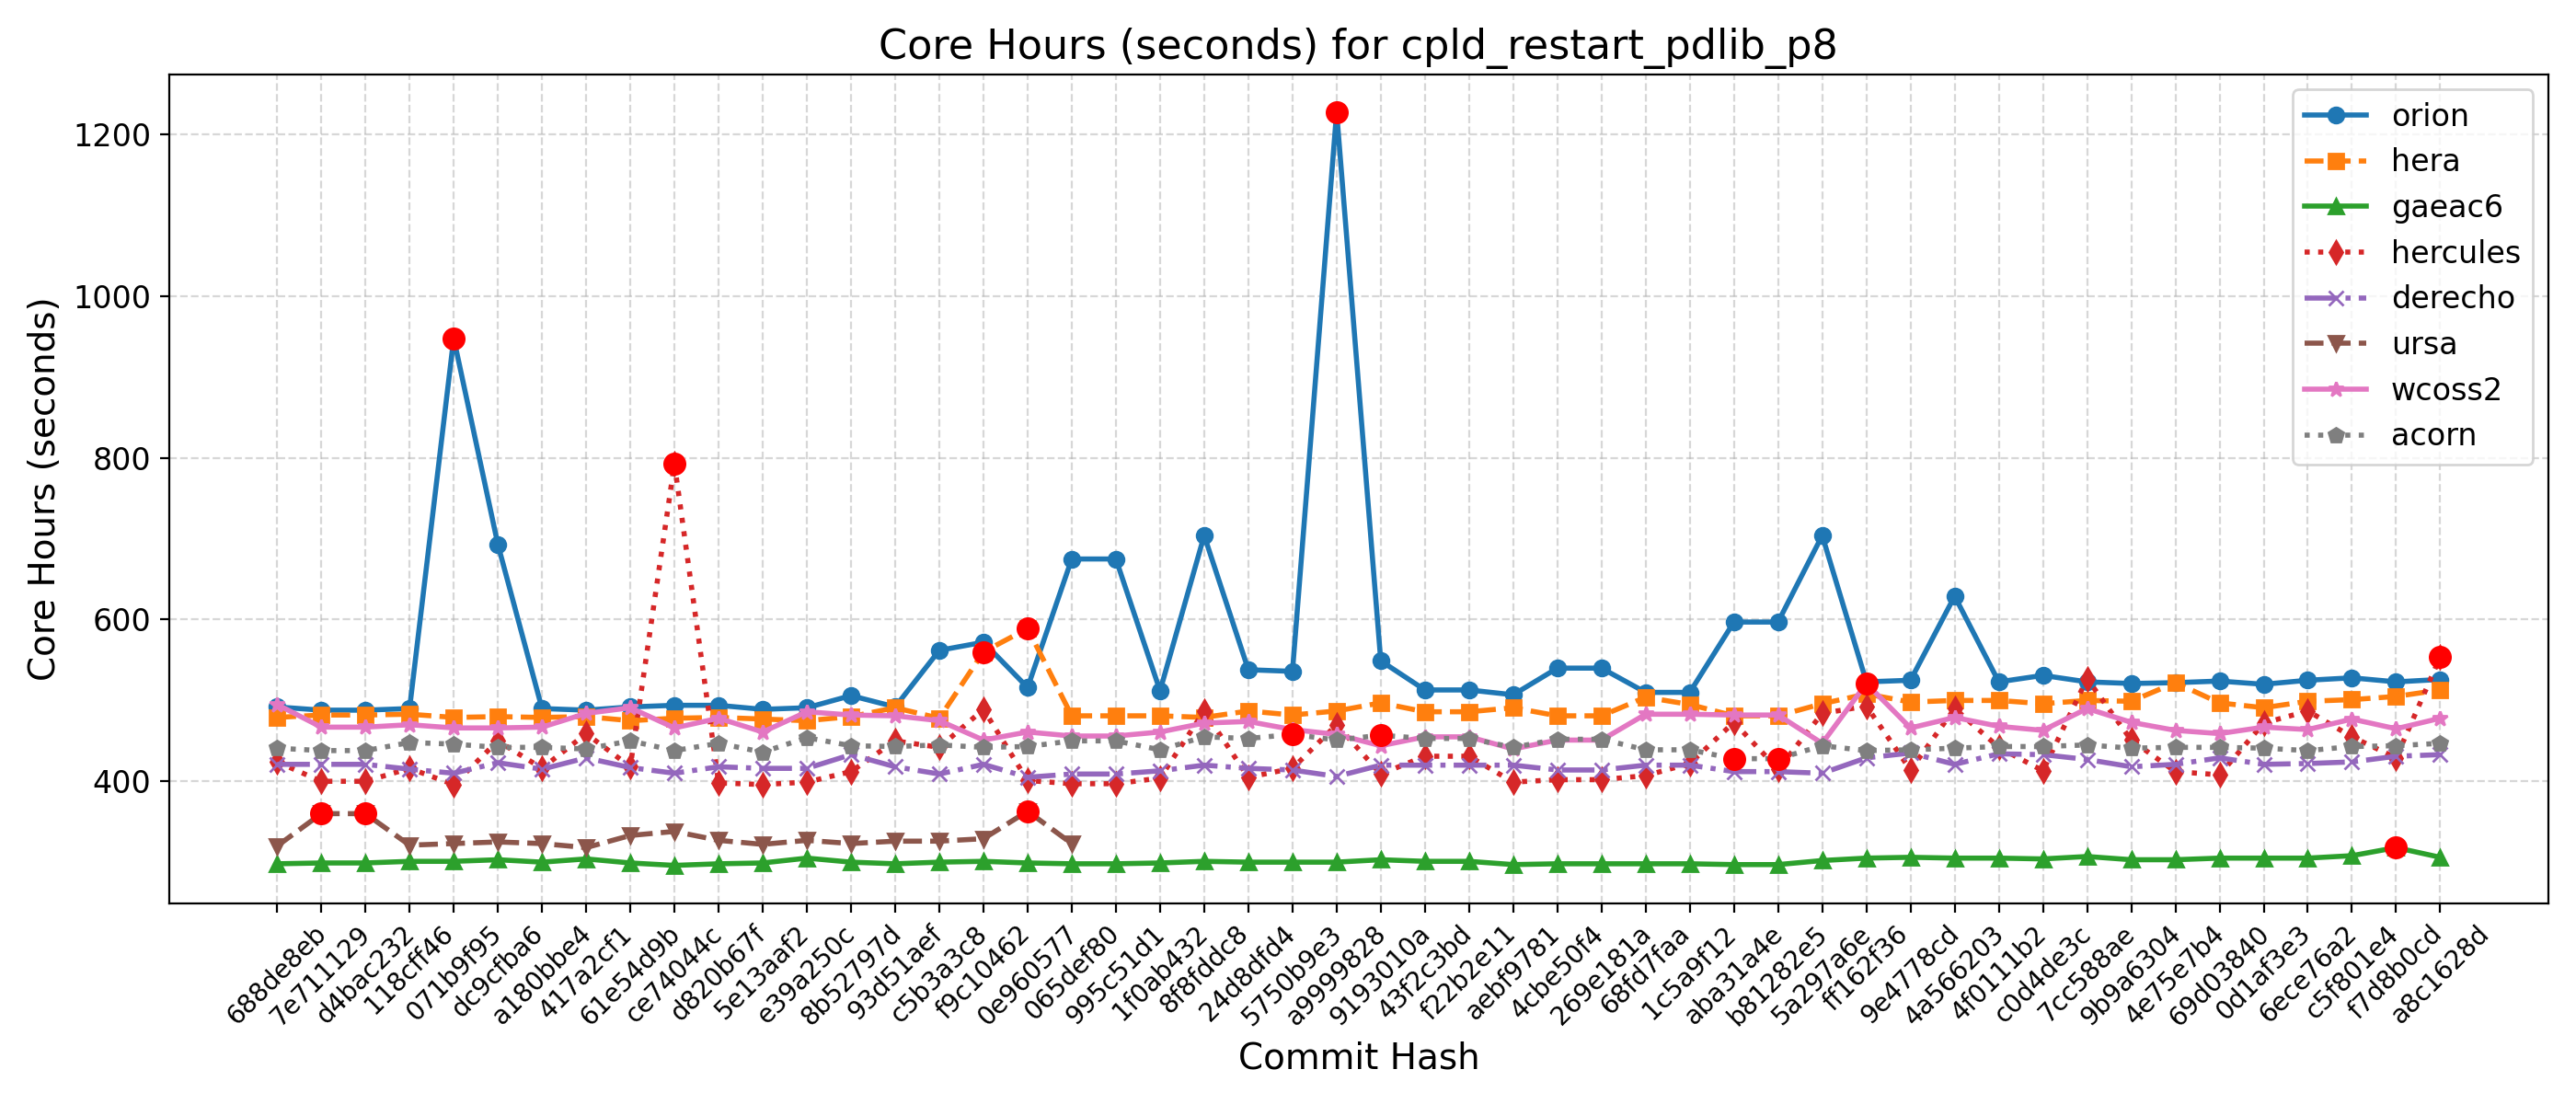 Core Hours (seconds) for cpld_restart_pdlib_p8
Core Hours (seconds)
1200
1000
800
600
400
orion
hera
gaeac6
hercules
derecho
ursa
wcoss2
acorn
688de8eb
7e711129
d4bac232
118cff46
071b9f95
dc9cfba6
a180bbe4
417a2cf1
61e54d9b
ce74044c
d820b67f
5e13aaf2
e39a250c
8b52797d
93d51aef
c5b3a3c8
f9c10462
0e960577
065def80
995c51d1
1f0ab432
8f8fddc8
24d8dfd4
5750b9e3
a9999828
9193010a
43f2c3bd
f22b2e11
aebf9781
4cbe50f4
269e181a
68fd7faa
1c5a9f12
aba31a4e
b81282e5
5a297a6e
ff162f36
9e4778cd
4a566203
4f0111b2
c0d4de3c
7cc588ae
9b9a6304
4e75e7b4
69d03840
0d1af3e3
6ece76a2
c5f801e4
f7d8b0cd
a8c1628d
Commit Hash